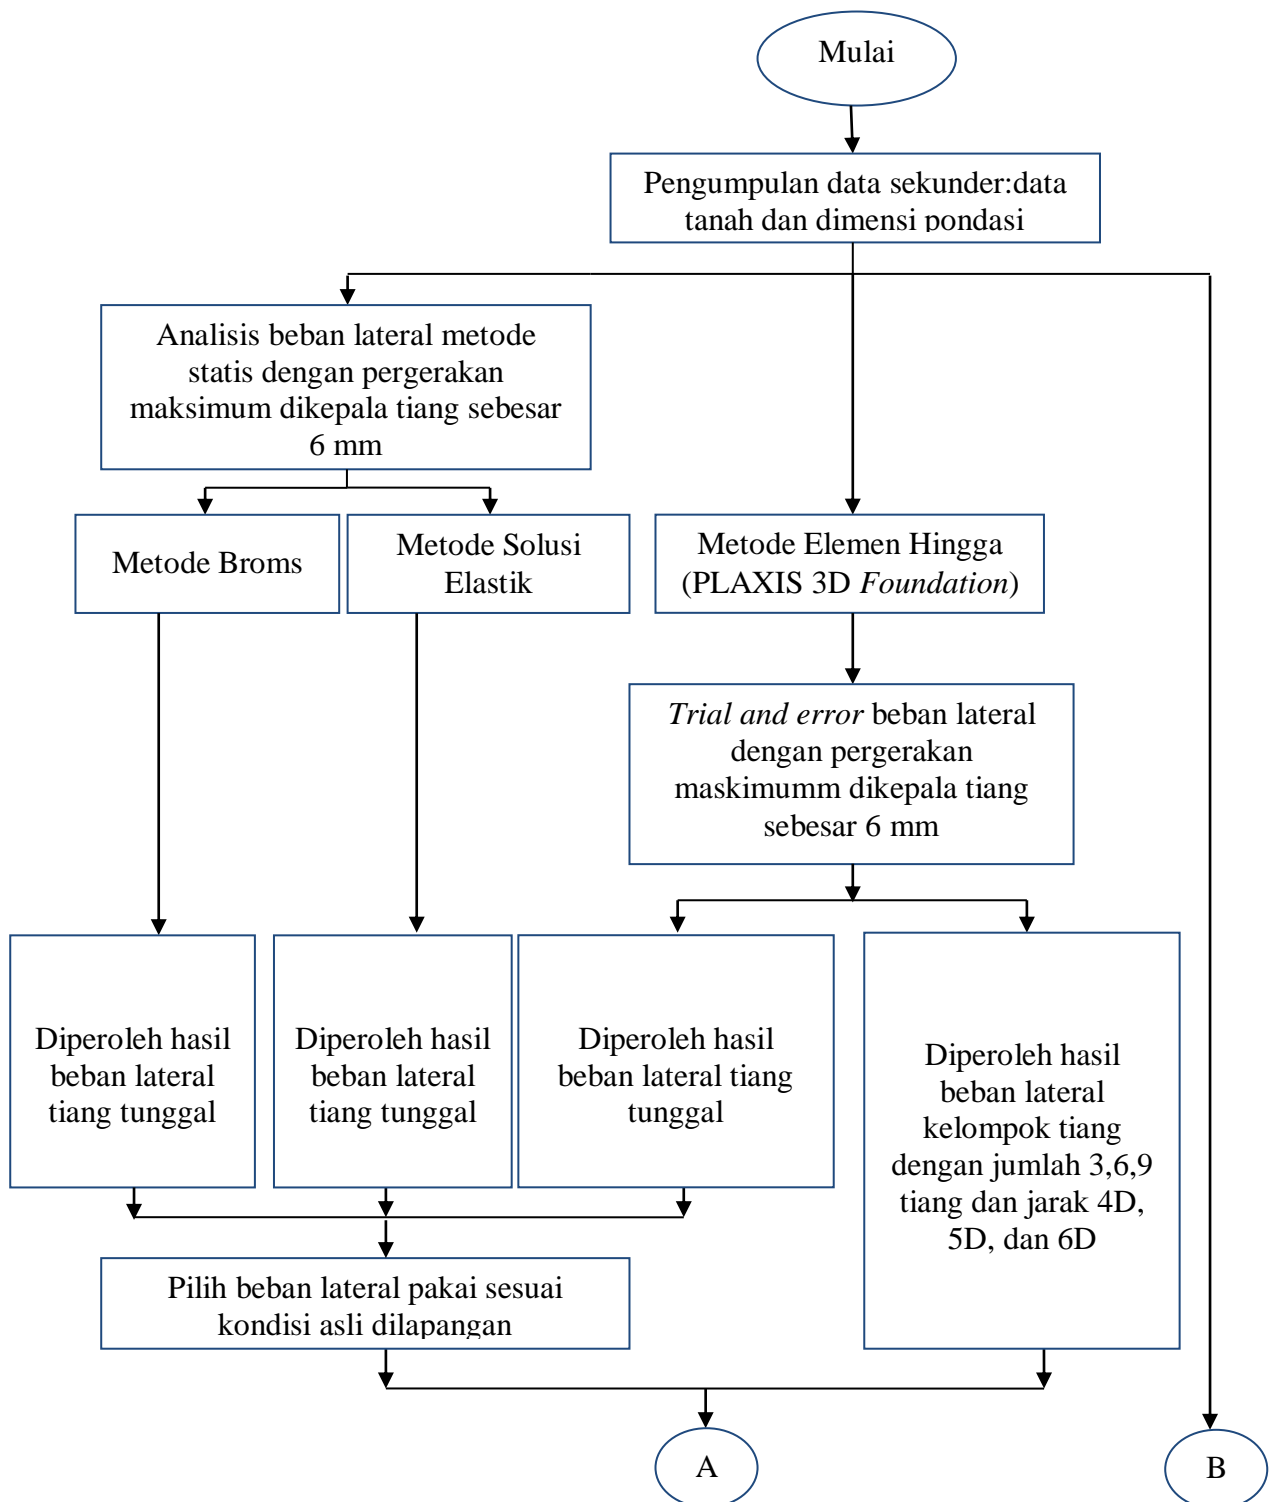 Mulai
Pengumpulan data sekunder:data
tanah dan dimensi pondasi
Analisis beban lateral metode
statis dengan pergerakan
maksimum dikepala tiang sebesar
6 mm
Metode Broms
Metode Solusi
Elastik
Metode Elemen Hingga
(PLAXIS 3D Foundation)
Trial and error beban lateral
dengan pergerakan
maskimumm dikepala tiang
sebesar 6 mm
Diperoleh hasil
beban lateral
tiang tunggal
Diperoleh hasil
beban lateral
tiang tunggal
Diperoleh hasil
beban lateral tiang
tunggal
Diperoleh hasil
beban lateral
kelompok tiang
dengan jumlah 3,6,9
tiang dan jarak 4D,
5D, dan 6D
Pilih beban lateral pakai sesuai
kondisi asli dilapangan
A
B